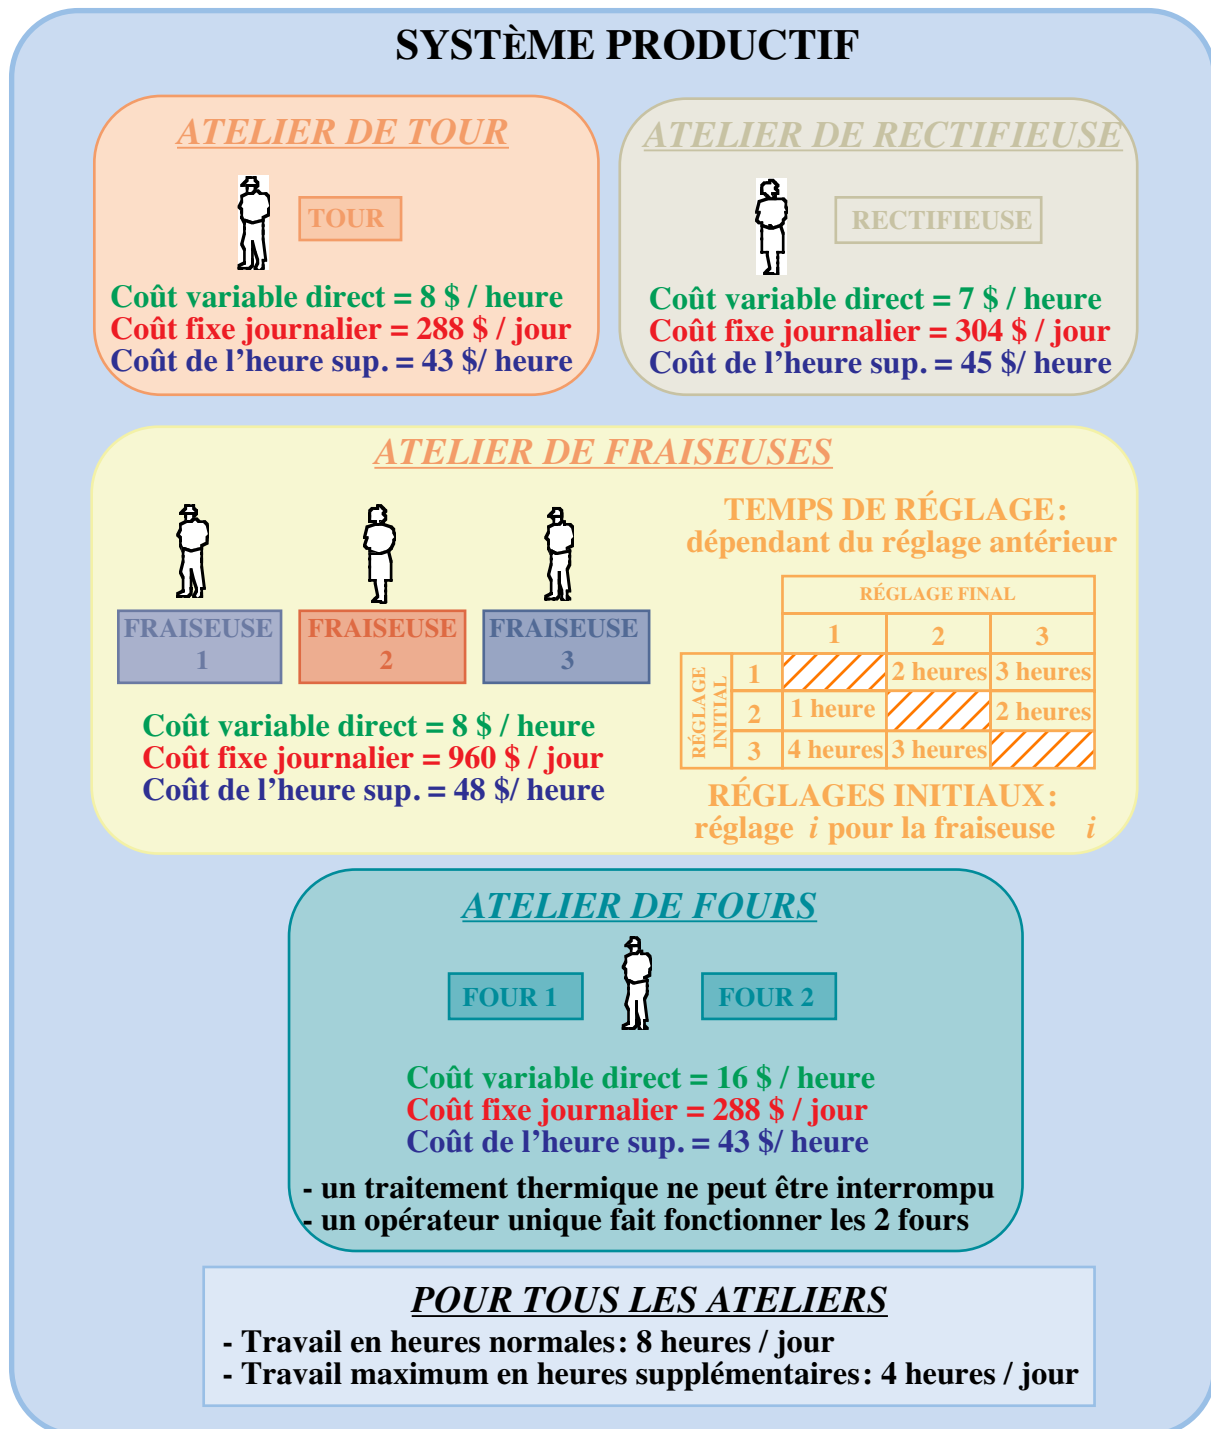 SYSTÈME PRODUCTIF
ATELIER DE TOUR
TOUR
Coût variable direct = 8 $ / heure
Coût fixe journalier = 288 $ / jour
Coût de l'heure sup. = 43 $/ heure
ATELIER DE RECTIFIEUSE
RECTIFIEUSE
Coût variable direct = 7 $ / heure
Coût fixe journalier = 304 $ / jour
Coût de l'heure sup. = 45 $/ heure
ATELIER DE FRAISEUSES
FRAISEUSE
1
FRAISEUSE
2
FRAISEUSE
3
Coût variable direct = 8 $ / heure
Coût fixe journalier = 960 $ / jour
Coût de l'heure sup. = 48 $/ heure
TEMPS DE RÉGLAGE :
dépendant du réglage antérieur
RÉGLAGE FINAL
1 2 3
RÉGLAGE
INITIAL
1 2 heures 3 heures
2 1 heure 2 heures
3 4 heures 3 heures
RÉGLAGES INITIAUX :
réglage i pour la fraiseuse i
ATELIER DE FOURS
FOUR 1
FOUR 2
Coût variable direct = 16 $ / heure
Coût fixe journalier = 288 $ / jour
Coût de l'heure sup. = 43 $/ heure
- un traitement thermique ne peut être interrompu
- un opérateur unique fait fonctionner les 2 fours
POUR TOUS LES ATELIERS
- Travail en heures normales : 8 heures / jour
- Travail maximum en heures supplémentaires : 4 heures / jour